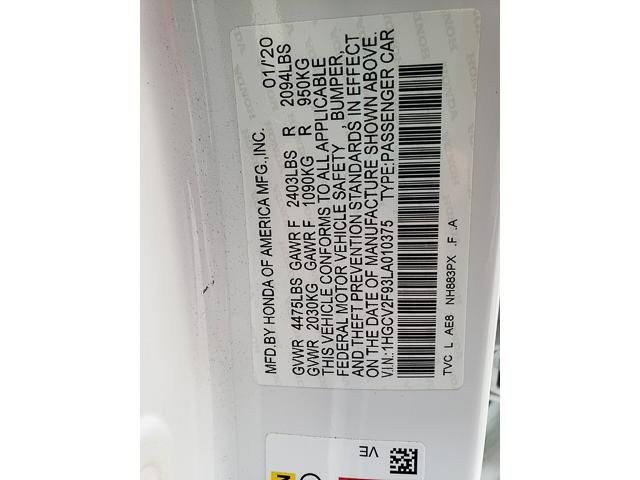 MFD.BY HONDA OF AMERICA MFG.,INC. 01/'20
GVWR 4475LBS GAWR F 2403LBS R 2094LBS
GVWR 2030KG GAWR F 1090KG R 950KG
THIS VEHICLE CONFORMS TO ALL APPLICABLE
FEDERAL MOTOR VEHICLE SAFETY , BUMPER,
AND THEFT PREVENTION STANDARDS IN EFFECT
ON THE DATE OF MANUFACTURE SHOWN ABOVE.
V.I.N.:1HGCV2F93LA010375 TYPE:PASSENGER CAR
TVC L AE8 NH883PX .F .A
HONDA
VE